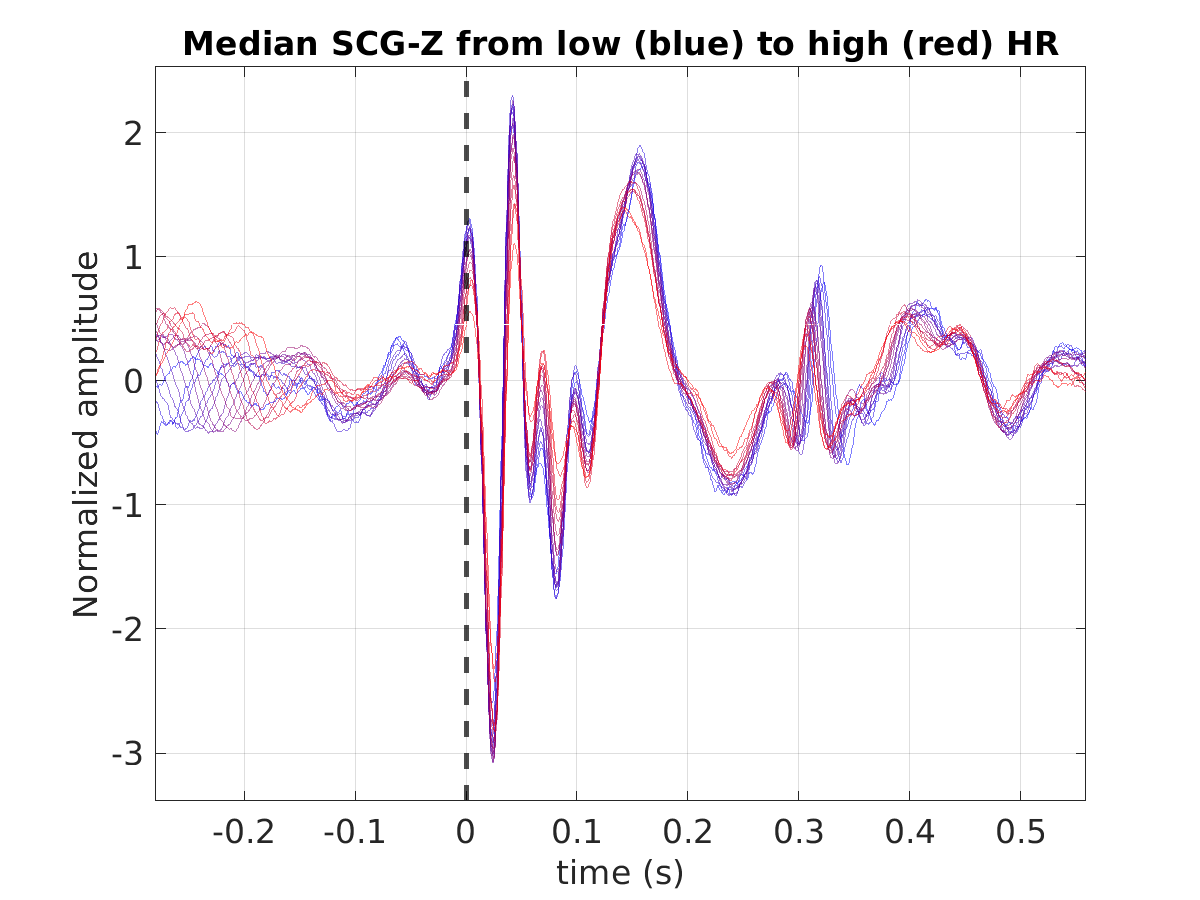 Median SCG-Z from low (blue) to high (red) HR
Normalized amplitude
2
1
0
-1
-2
-3
-0.2 -0.1 0 0.1 0.2 0.3 0.4 0.5
time (s)